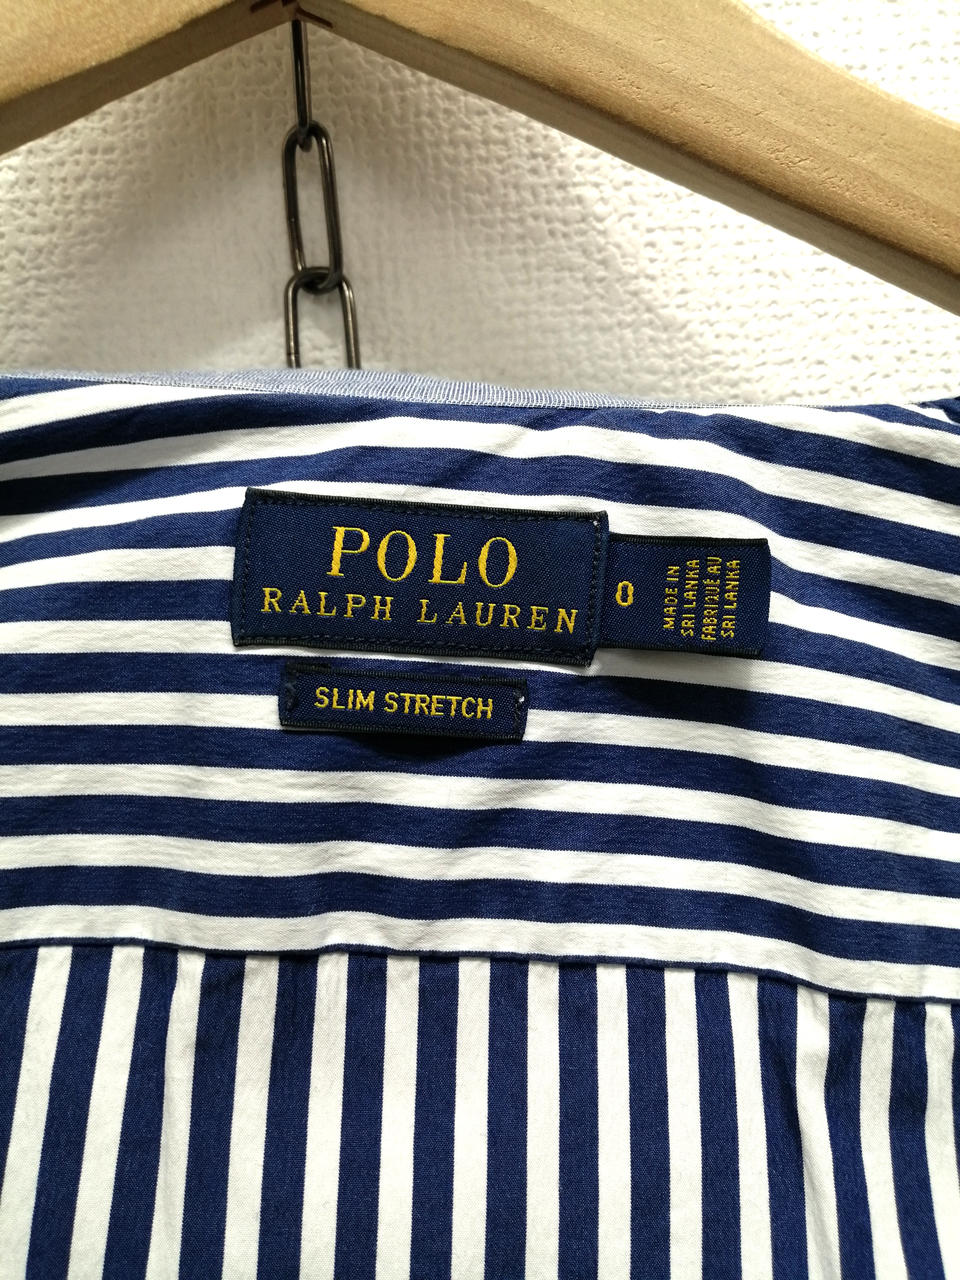 POLO
RALPH LAUREN
0
MADE IN
SRI LANKA
FABRIQUÉ AU
SRI LANKA
SLIM STRETCH